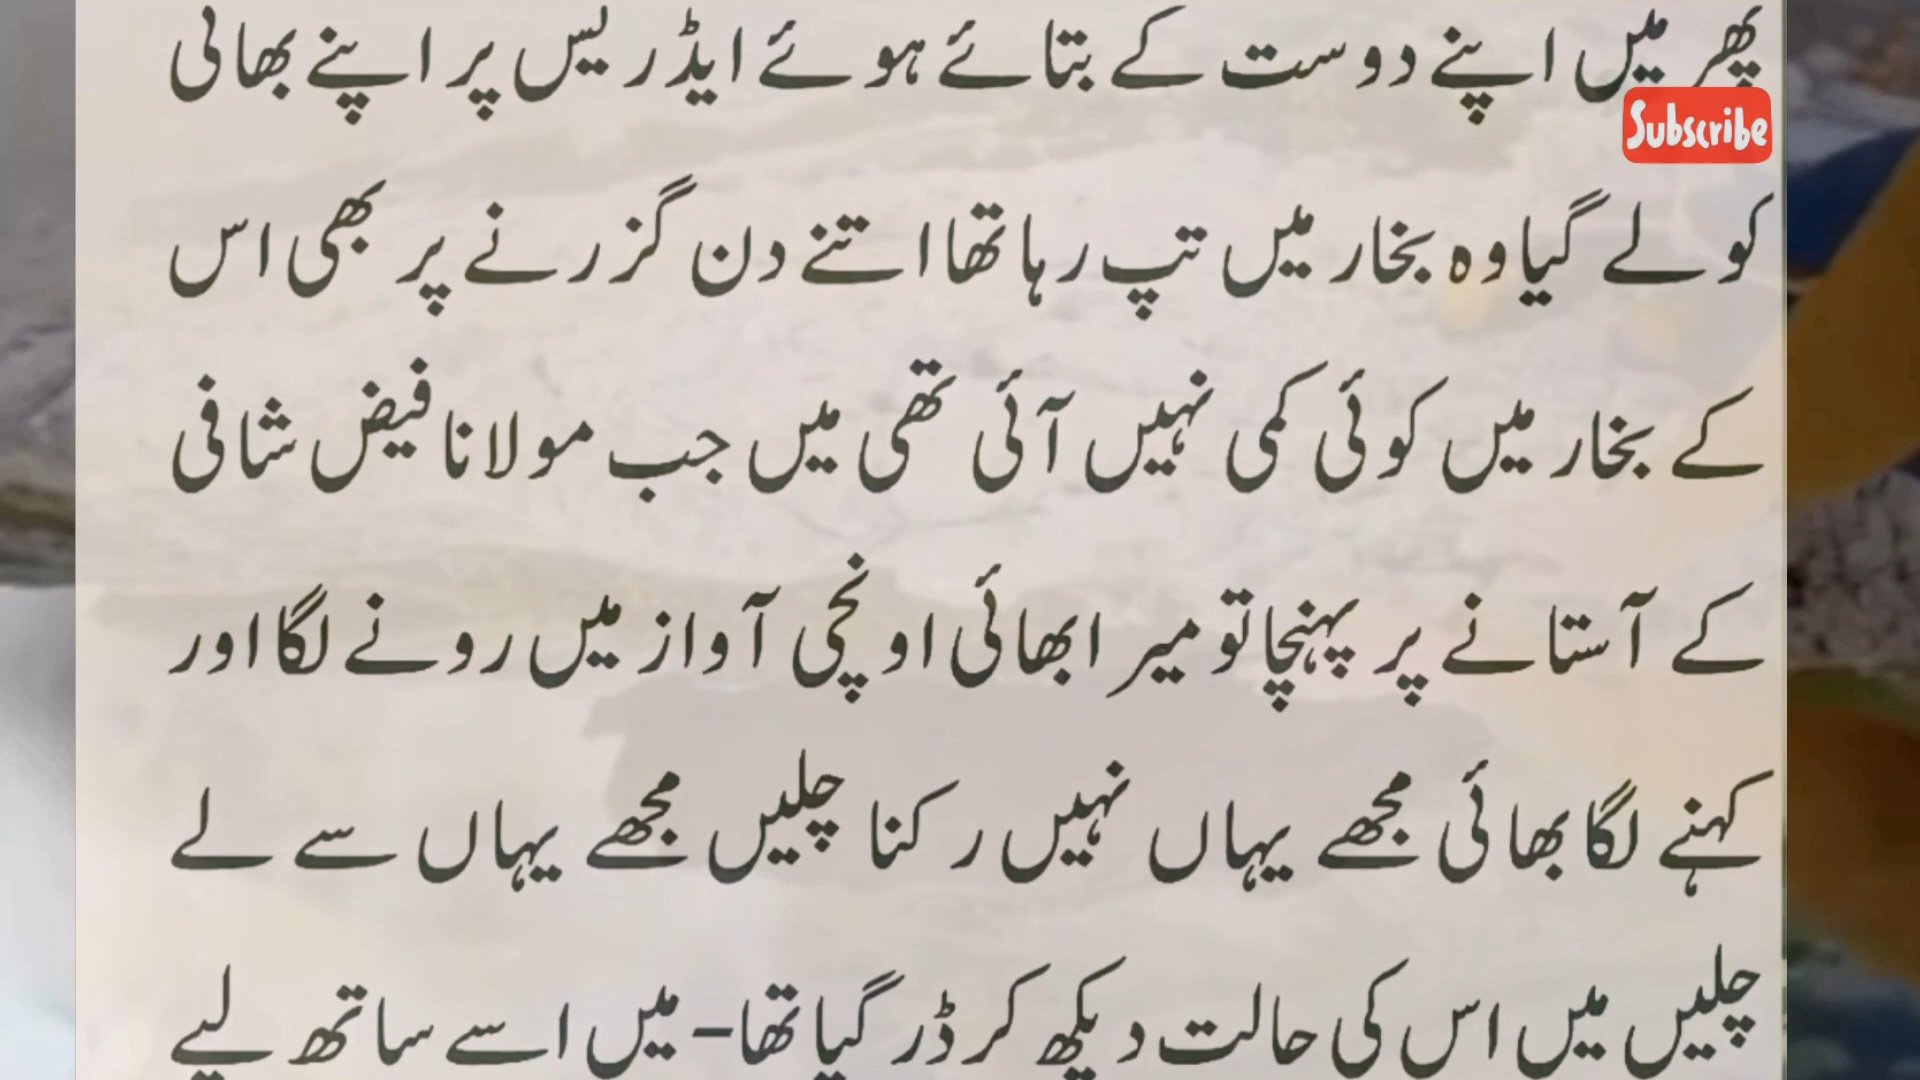 پھر میں اپنے دوست کے بتائے ہوئے ایڈریس پر اپنے بھائی
Subscribe
کو لے گیا وہ بخار میں تپ رہا تھا اتنے دن گزرنے پر بھی اس
کے بخار میں کوئی کمی نہیں آئی تھی میں جب مولانا فیض شافی
کے آستانے پر پہنچا تو میرا بھائی اونچی آواز میں رونے لگا اور
کہنے لگا بھائی مجھے یہاں نہیں رکنا چلیں مجھے یہاں سے لے
چلیں میں اس کی حالت دیکھ کر ڈر گیا تھا- میں اسے ساتھ لیے